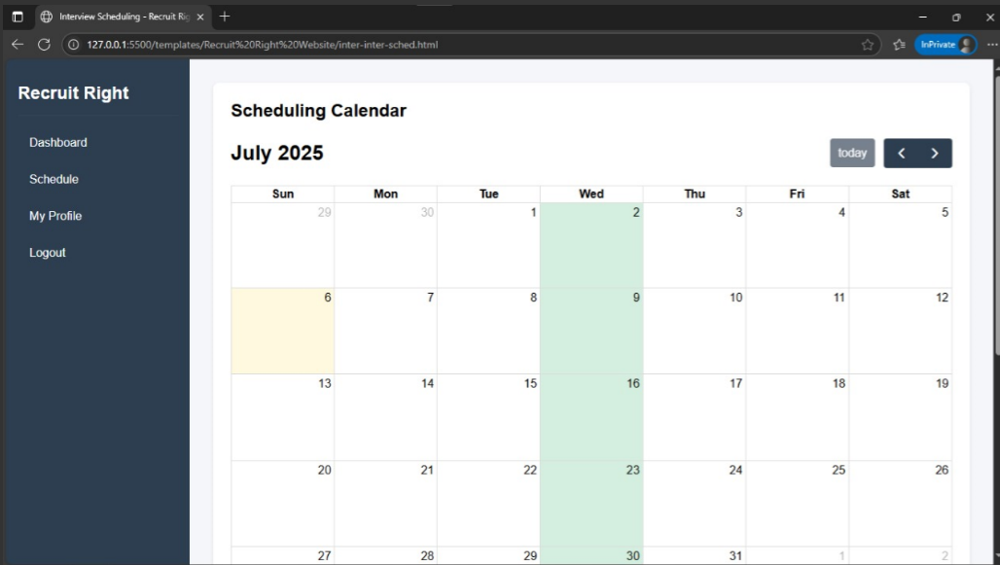 Interview Scheduling - Recruit Rig
127.0.0.1:5500/templates/Recruit%20Right%20Website/inter-inter-sched.html
InPrivate
Recruit Right
Dashboard
Schedule
My Profile
Logout
Scheduling Calendar
July 2025
today
Sun Mon Tue Wed Thu Fri Sat
29 30 1 2 3 4 5
6 7 8 9 10 11 12
13 14 15 16 17 18 19
20 21 22 23 24 25 26
27 28 29 30 31 1 2